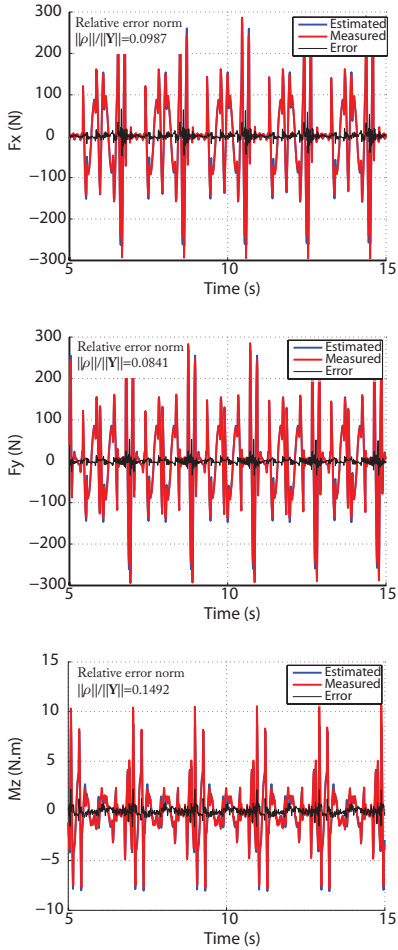 300
200
100
0
−100
−200
−300
Fx (N)
Relative error norm
||ρ||/||Y||=0.0987
Estimated
Measured
Error
5
10
15
Time (s)
300
200
100
0
−100
−200
−300
Fy (N)
Relative error norm
||ρ||/||Y||=0.0841
Estimated
Measured
Error
5
10
15
Time (s)
15
10
5
0
−5
−10
Mz (N.m)
Relative error norm
||ρ||/||Y||=0.1492
Estimated
Measured
Error
5
10
15
Time (s)